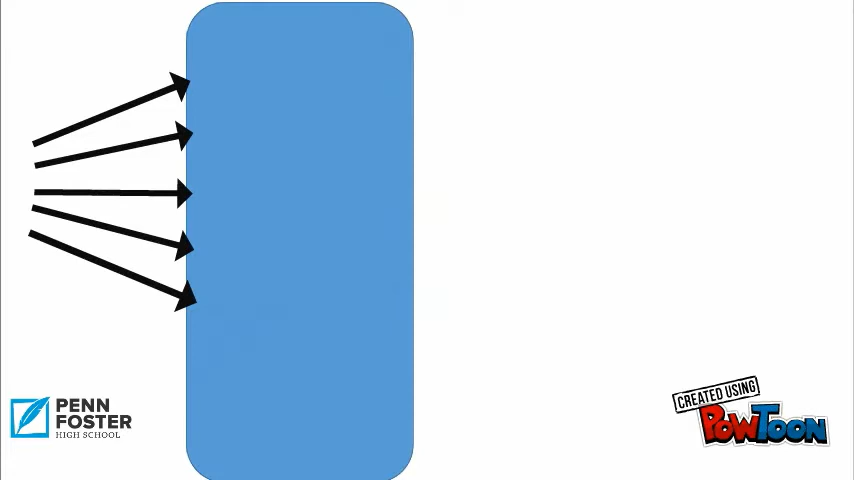 PENN
FOSTER
HIGH SCHOOL
CREATED USING
POWTOON